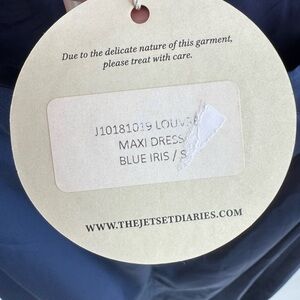 Due to the delicate nature of this garment,
please treat with care.
J10181019 LOUVRE
MAXI DRESS
BLUE IRIS / S
WWW.THEJETSETDIARIES.COM